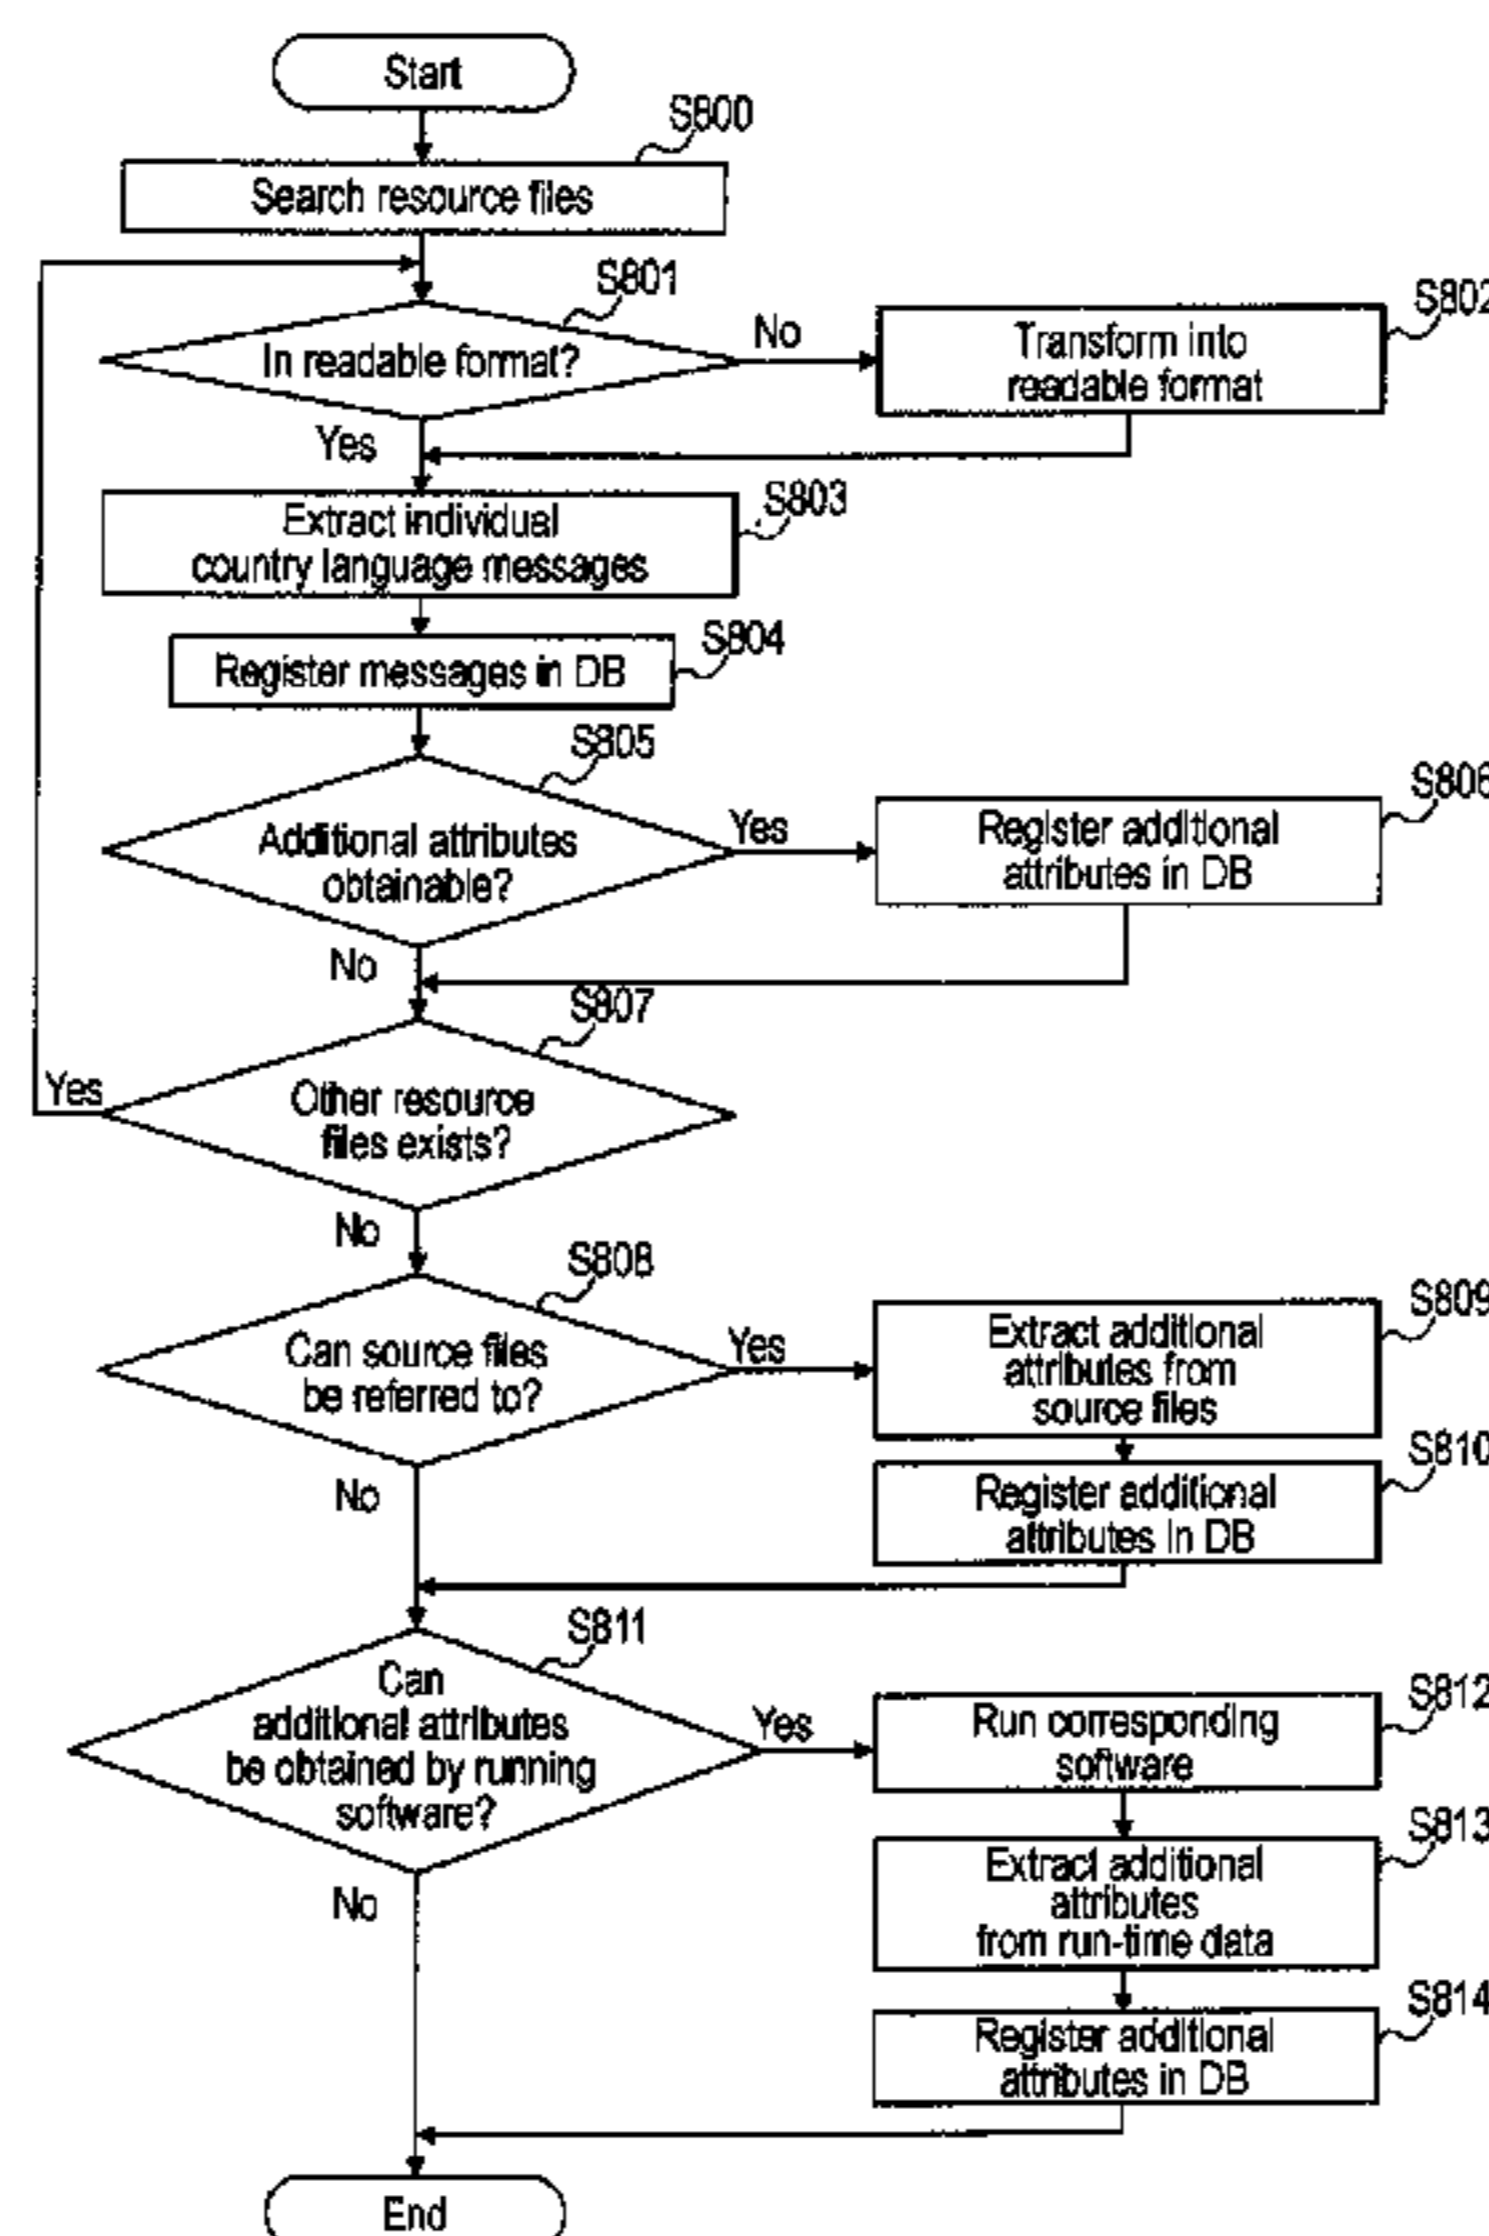 Start
S800
Search resource files
S801
In readable format?
No
S802
Transform into
readable format
Yes
S803
Extract individual
country language messages
S804
Register messages in DB
S805
Additional attributes
obtainable?
Yes
S806
Register additional
attributes in DB
No
S807
Yes
Other resource
files exists?
No
S808
Can source files
be referred to?
Yes
S809
Extract additional
attributes from
source files
S810
Register additional
attributes in DB
No
S811
Can
additional attributes
be obtained by running
software?
Yes
S812
Run corresponding
software
S813
Extract additional
attributes
from run-time data
No
S814
Register additional
attributes in DB
End